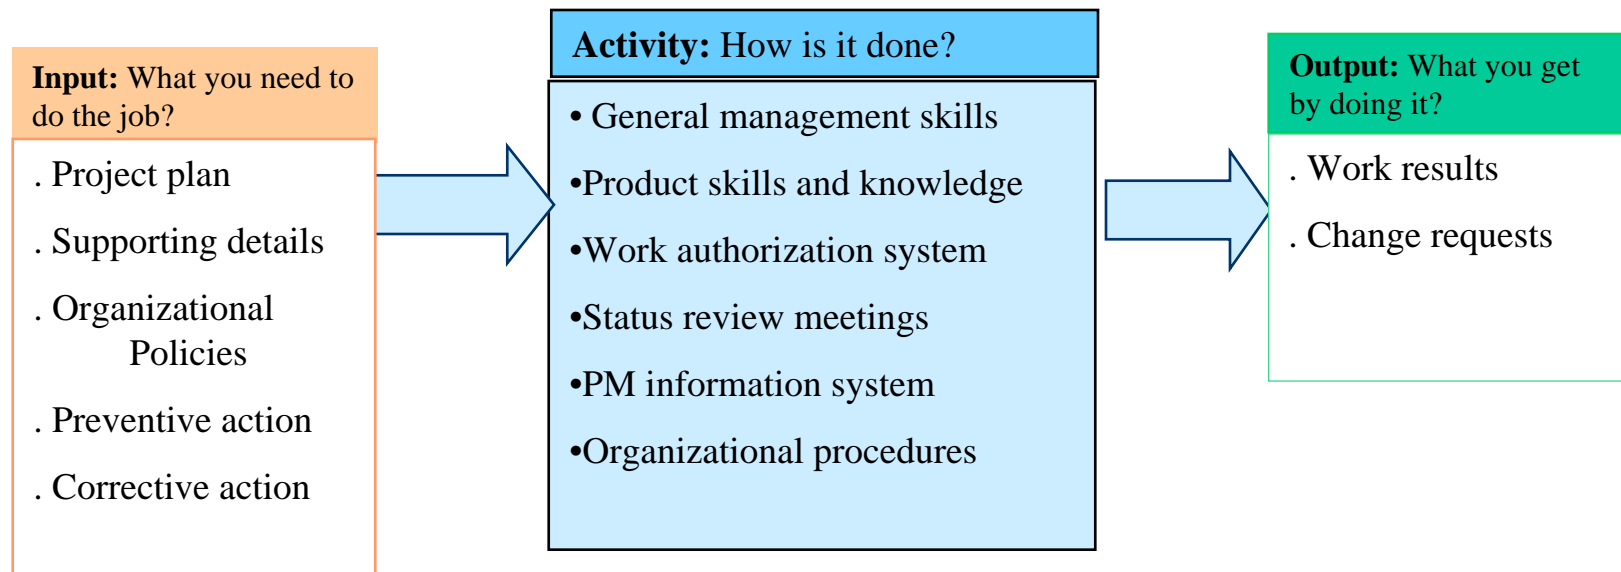 Input: What you need to
do the job?
. Project plan
. Supporting details
. Organizational
Policies
. Preventive action
. Corrective action
Activity: How is it done?
• General management skills
•Product skills and knowledge
•Work authorization system
•Status review meetings
•PM information system
•Organizational procedures
Output: What you get
by doing it?
. Work results
. Change requests